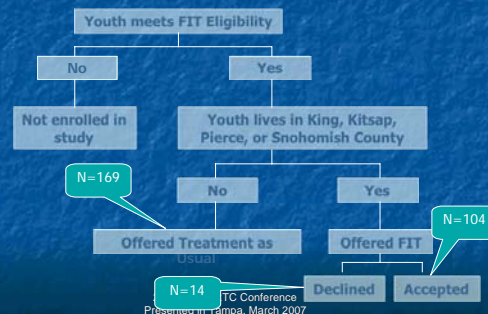 Youth meets FIT Eligibility
No
Yes
Not enrolled in
study
Youth lives in King, Kitsap,
Pierce, or Snohomish County
N=169
No
Yes
N=104
Offered Treatment as
Usual
Offered FIT
N=14
Declined
Accepted
TC Conference
Presented in Tampa, March 2007